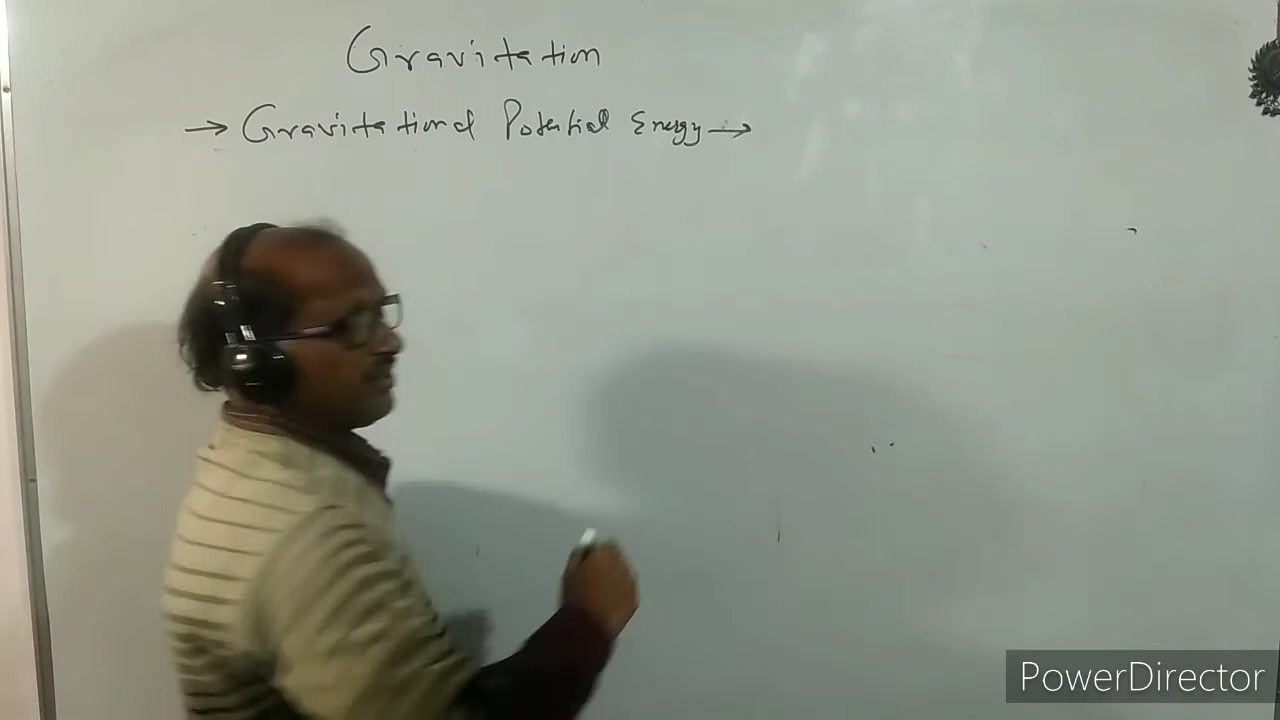 Gravitation
→ Gravitational Potential Energy →
PowerDirector